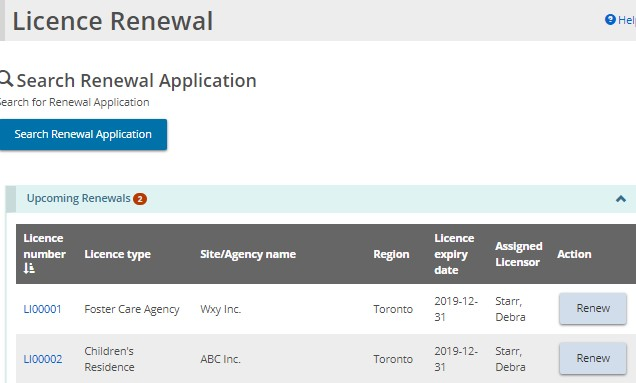 Licence Renewal
Hel
Search Renewal Application
Search for Renewal Application
Search Renewal Application
Upcoming Renewals 2
Licence number Licence type Site/Agency name Region Licence expiry date Assigned Licensor Action
LI00001 Foster Care Agency Wxy Inc. Toronto 2019-12-31 Starr, Debra Renew
LI00002 Children's Residence ABC Inc. Toronto 2019-12-31 Starr, Debra Renew